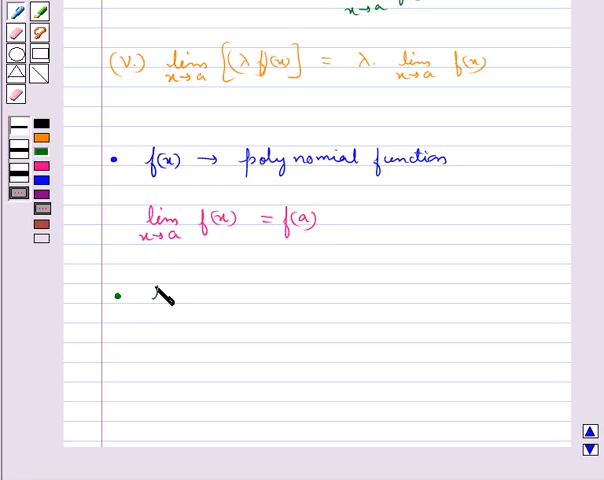 x→a
(V.) lim x→a [(λ f(x)] = λ. lim x→a f(x)
• f(x) → polynomial function
lim x→a f(x) = f(a)
•